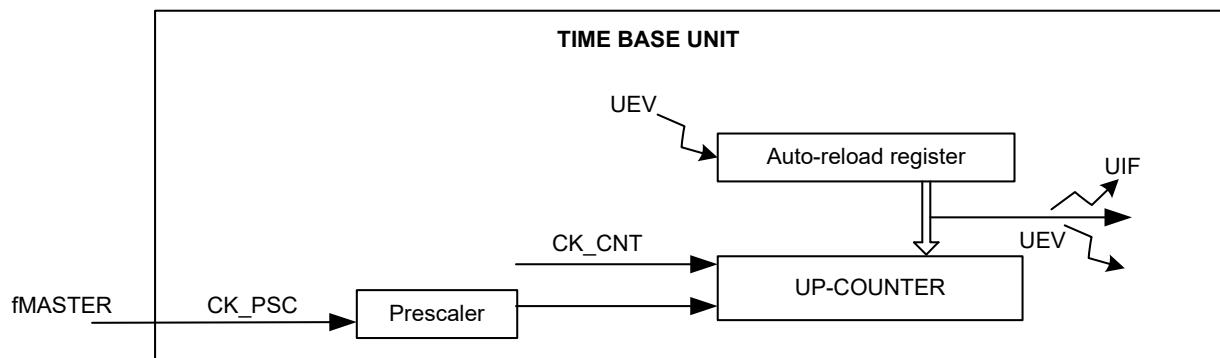 TIME BASE UNIT
UEV
Auto-reload register
UIF
UEV
CK_CNT
UP-COUNTER
fMASTER
CK_PSC
Prescaler